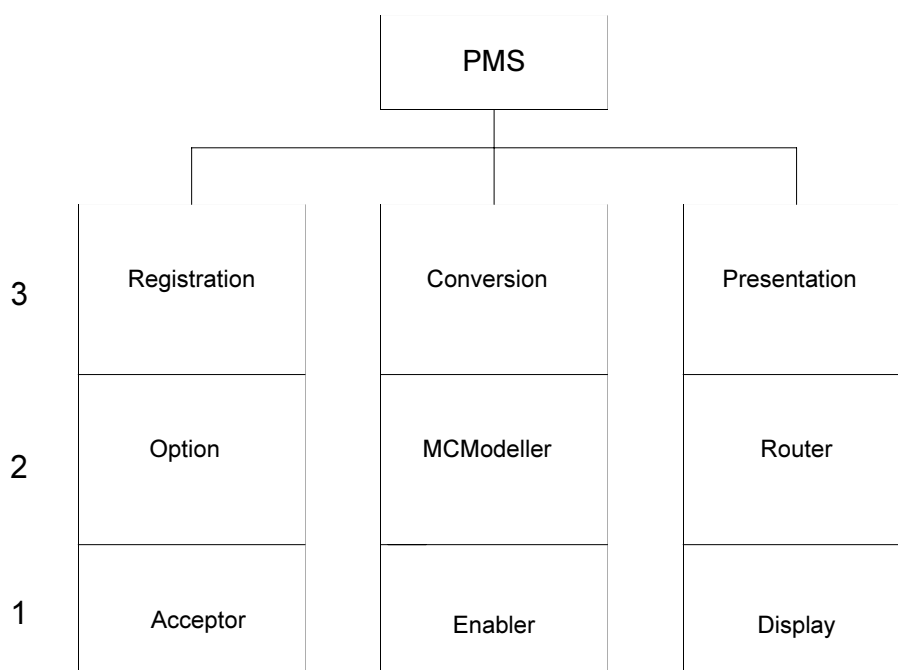 PMS
3
Registration
Conversion
Presentation
2
Option
MCModeller
Router
1
Acceptor
Enabler
Display